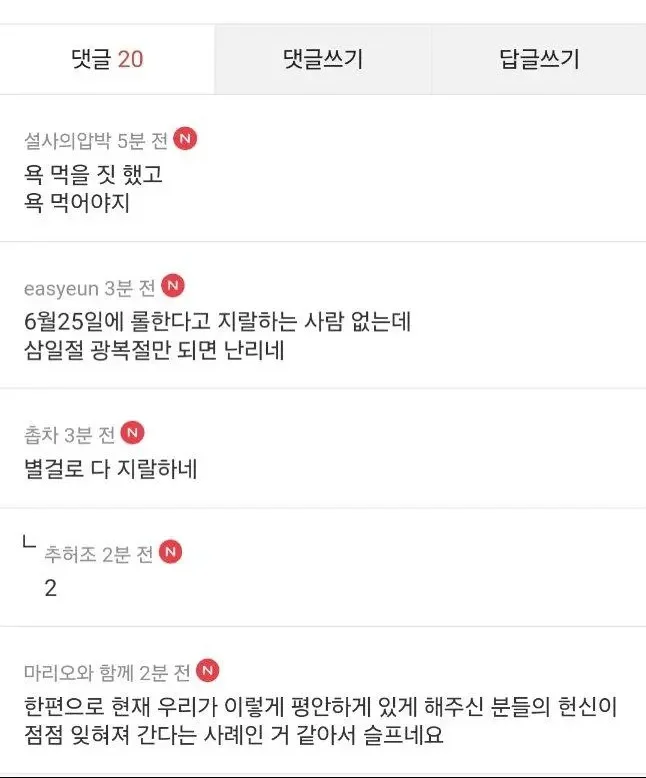 댓글 20 댓글쓰기 답글쓰기
설사의압박 5분 전 N
욕 먹을 짓 했고
욕 먹어야지
easyeun 3분 전 N
6월25일에 롤한다고 지랄하는 사람 없는데
삼일절 광복절만 되면 난리네
촙차 3분 전 N
별걸로 다 지랄하네
추허조 2분 전 N
2
마리오와 함께 2분 전 N
한편으로 현재 우리가 이렇게 평안하게 있게 해주신 분들의 헌신이
점점 잊혀져 간다는 사례인 거 같아서 슬프네요